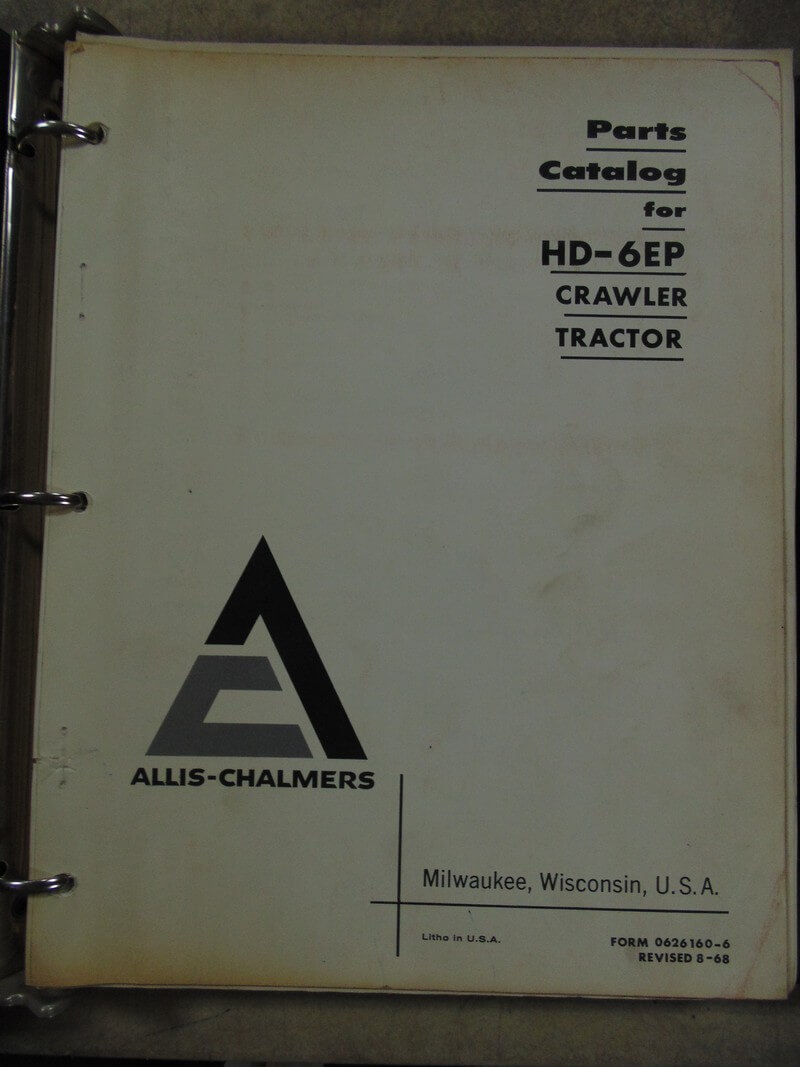 Parts
Catalog
for
HD-6EP
CRAWLER
TRACTOR
ALLIS-CHALMERS
Milwaukee, Wisconsin, U.S.A.
Litho in U.S.A.
FORM 0626160-6
REVISED 8-68